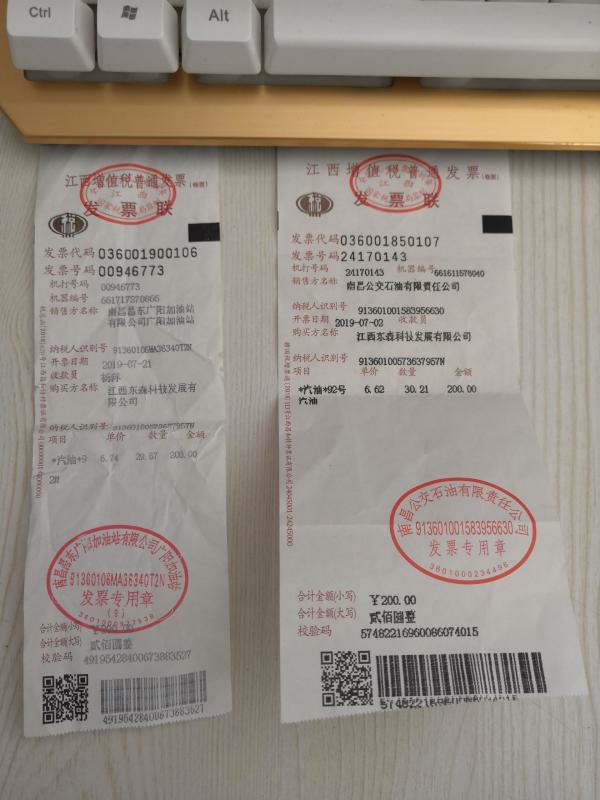 Ctrl
Alt
江西增值税普通发票(卷票)
发票联
发票代码 036001900106
发票号码 00946773
机打号码 00946773
机器编号 661717270666
销售方名称 南昌昌东广阳加油站有限公司广阳加油站
纳税人识别号 91360106MA36340T2N
开票日期 2019-07-21
收款员
购买方名称 江西东森科技发展有限公司
纳税人识别号 91360100573637957N
项目 单价 数量 金额
*汽油*9 6.74 29.67 200.00
2#
南昌昌东广阳加油站有限公司广阳加油站
91360106MA36340T2N
发票专用章
(9)
合计金额(小写) ¥200.00
合计金额(大写) 贰佰圆整
校验码 49195428400673883527
49195428400673883527
江西增值税普通发票(卷票)
发票联
发票代码 036001850107
发票号码 24170143
机打号码 24170143 机器编号 661611576040
销售方名称 南昌公交石油有限责任公司
纳税人识别号 913601001583956630
开票日期 2019-07-02 收款员
购买方名称 江西东森科技发展有限公司
纳税人识别号 91360100573637957N
项目 单价 数量 金额
*汽油*92号 6.62 30.21 200.00
汽油
南昌公交石油有限责任公司
913601001583956630
发票专用章
3601000234496
合计金额(小写) ¥200.00
合计金额(大写) 贰佰圆整
校验码 57482216960086074015